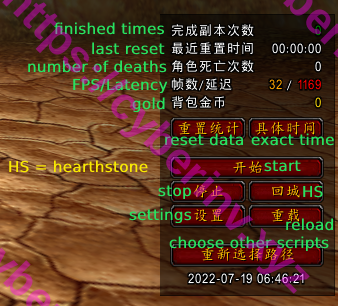 finished times 完成副本次数 0
last reset 最近重置时间 00:00:00
number of deaths 角色死亡次数 0
FPS/Latency 帧数/延迟 32 / 1169
gold 背包金币 0
重置统计 具体时间
reset data exact time
HS = hearthstone 开始 start
stop 停止 回城 HS
settings 设置 重载
reload
choose other scripts
重新选择路径
2022-07-19 06:46:21